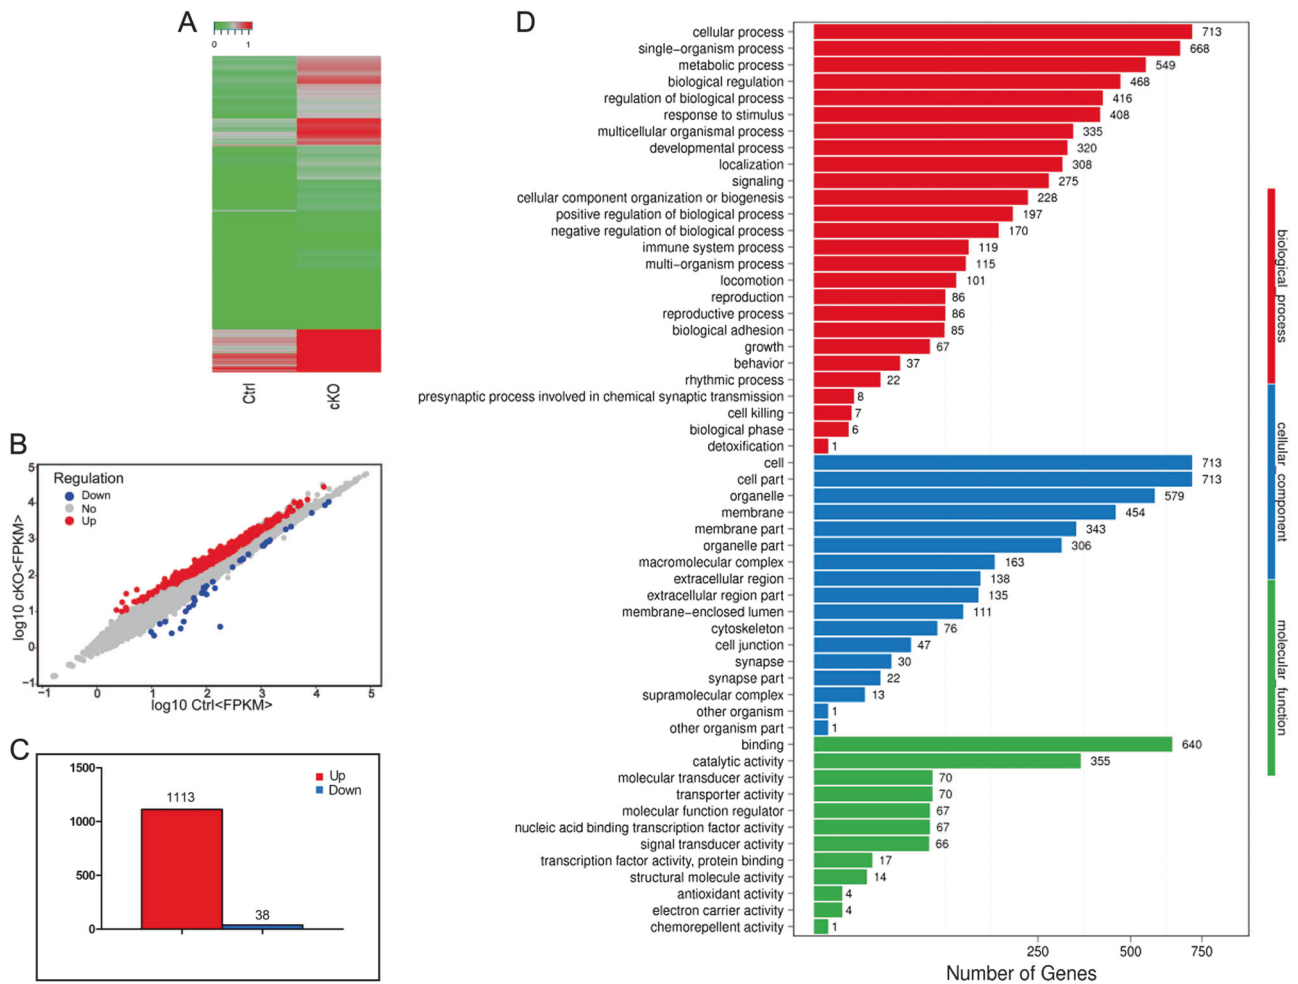 A
0 1
Ctrl
cKO
B
Regulation
Down
No
Up
5
4
3
2
1
0
−1
log10 cKO<FPKM>
−1 0 1 2 3 4 5
log10 Ctrl<FPKM>
C
1500
1000
500
0
1113
38
Up
Down
D
cellular process 713
single−organism process 668
metabolic process 549
biological regulation 468
regulation of biological process 416
response to stimulus 408
multicellular organismal process 335
developmental process 320
localization 308
signaling 275
cellular component organization or biogenesis 228
positive regulation of biological process 197
negative regulation of biological process 170
immune system process 119
multi−organism process 115
locomotion 101
reproduction 86
reproductive process 86
biological adhesion 85
growth 67
behavior 37
rhythmic process 22
presynaptic process involved in chemical synaptic transmission 8
cell killing 7
biological phase 6
detoxification 1
cell 713
cell part 713
organelle 579
membrane 454
membrane part 343
organelle part 306
macromolecular complex 163
extracellular region 138
extracellular region part 135
membrane−enclosed lumen 111
cytoskeleton 76
cell junction 47
synapse 30
synapse part 22
supramolecular complex 13
other organism 1
other organism part 1
binding 640
catalytic activity 355
molecular transducer activity 70
transporter activity 70
molecular function regulator 67
nucleic acid binding transcription factor activity 67
signal transducer activity 66
transcription factor activity, protein binding 17
structural molecule activity 14
antioxidant activity 4
electron carrier activity 4
chemorepellent activity 1
250 500 750
Number of Genes
biological_process
cellular_component
molecular_function